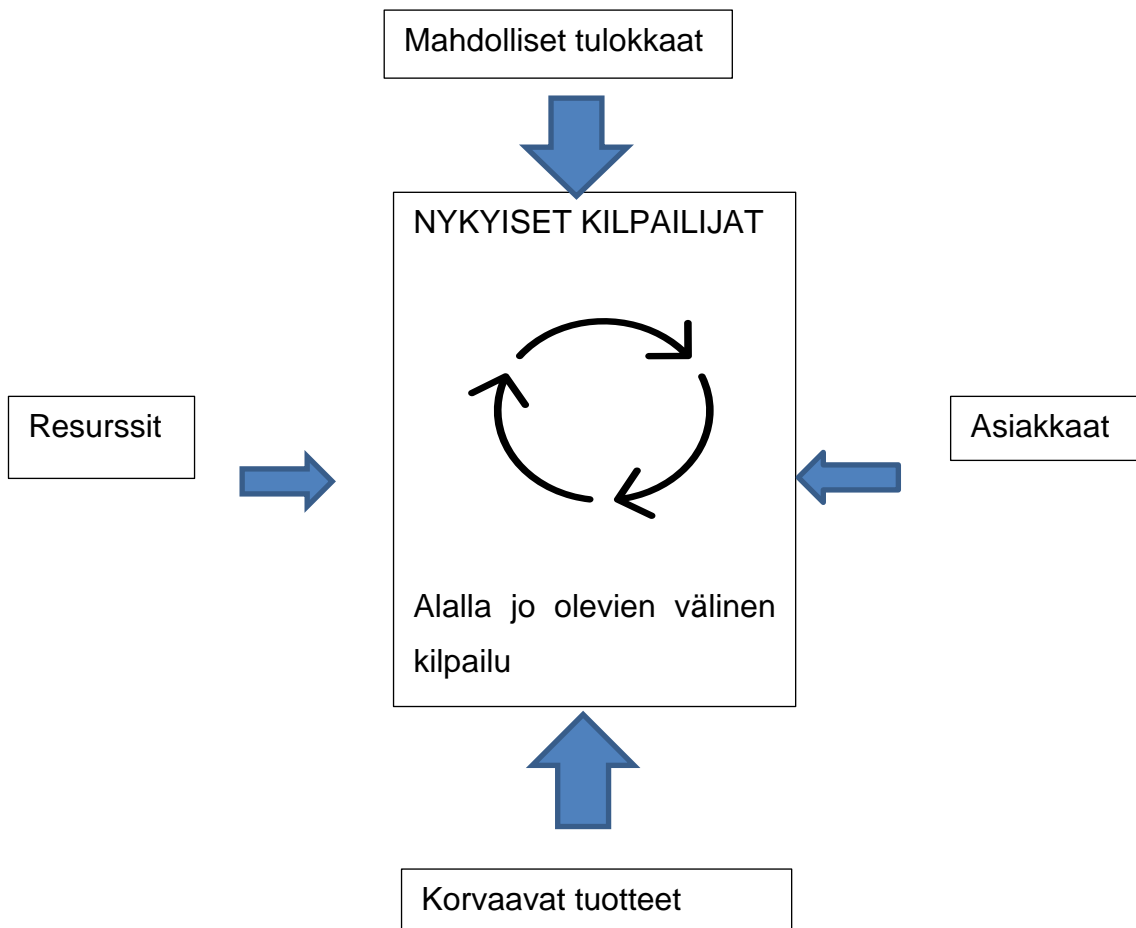 Mahdolliset tulokkaat
NYKYISET KILPAILIJAT
Resurssit
Asiakkaat
Alalla jo olevien välinen
kilpailu
Korvaavat tuotteet